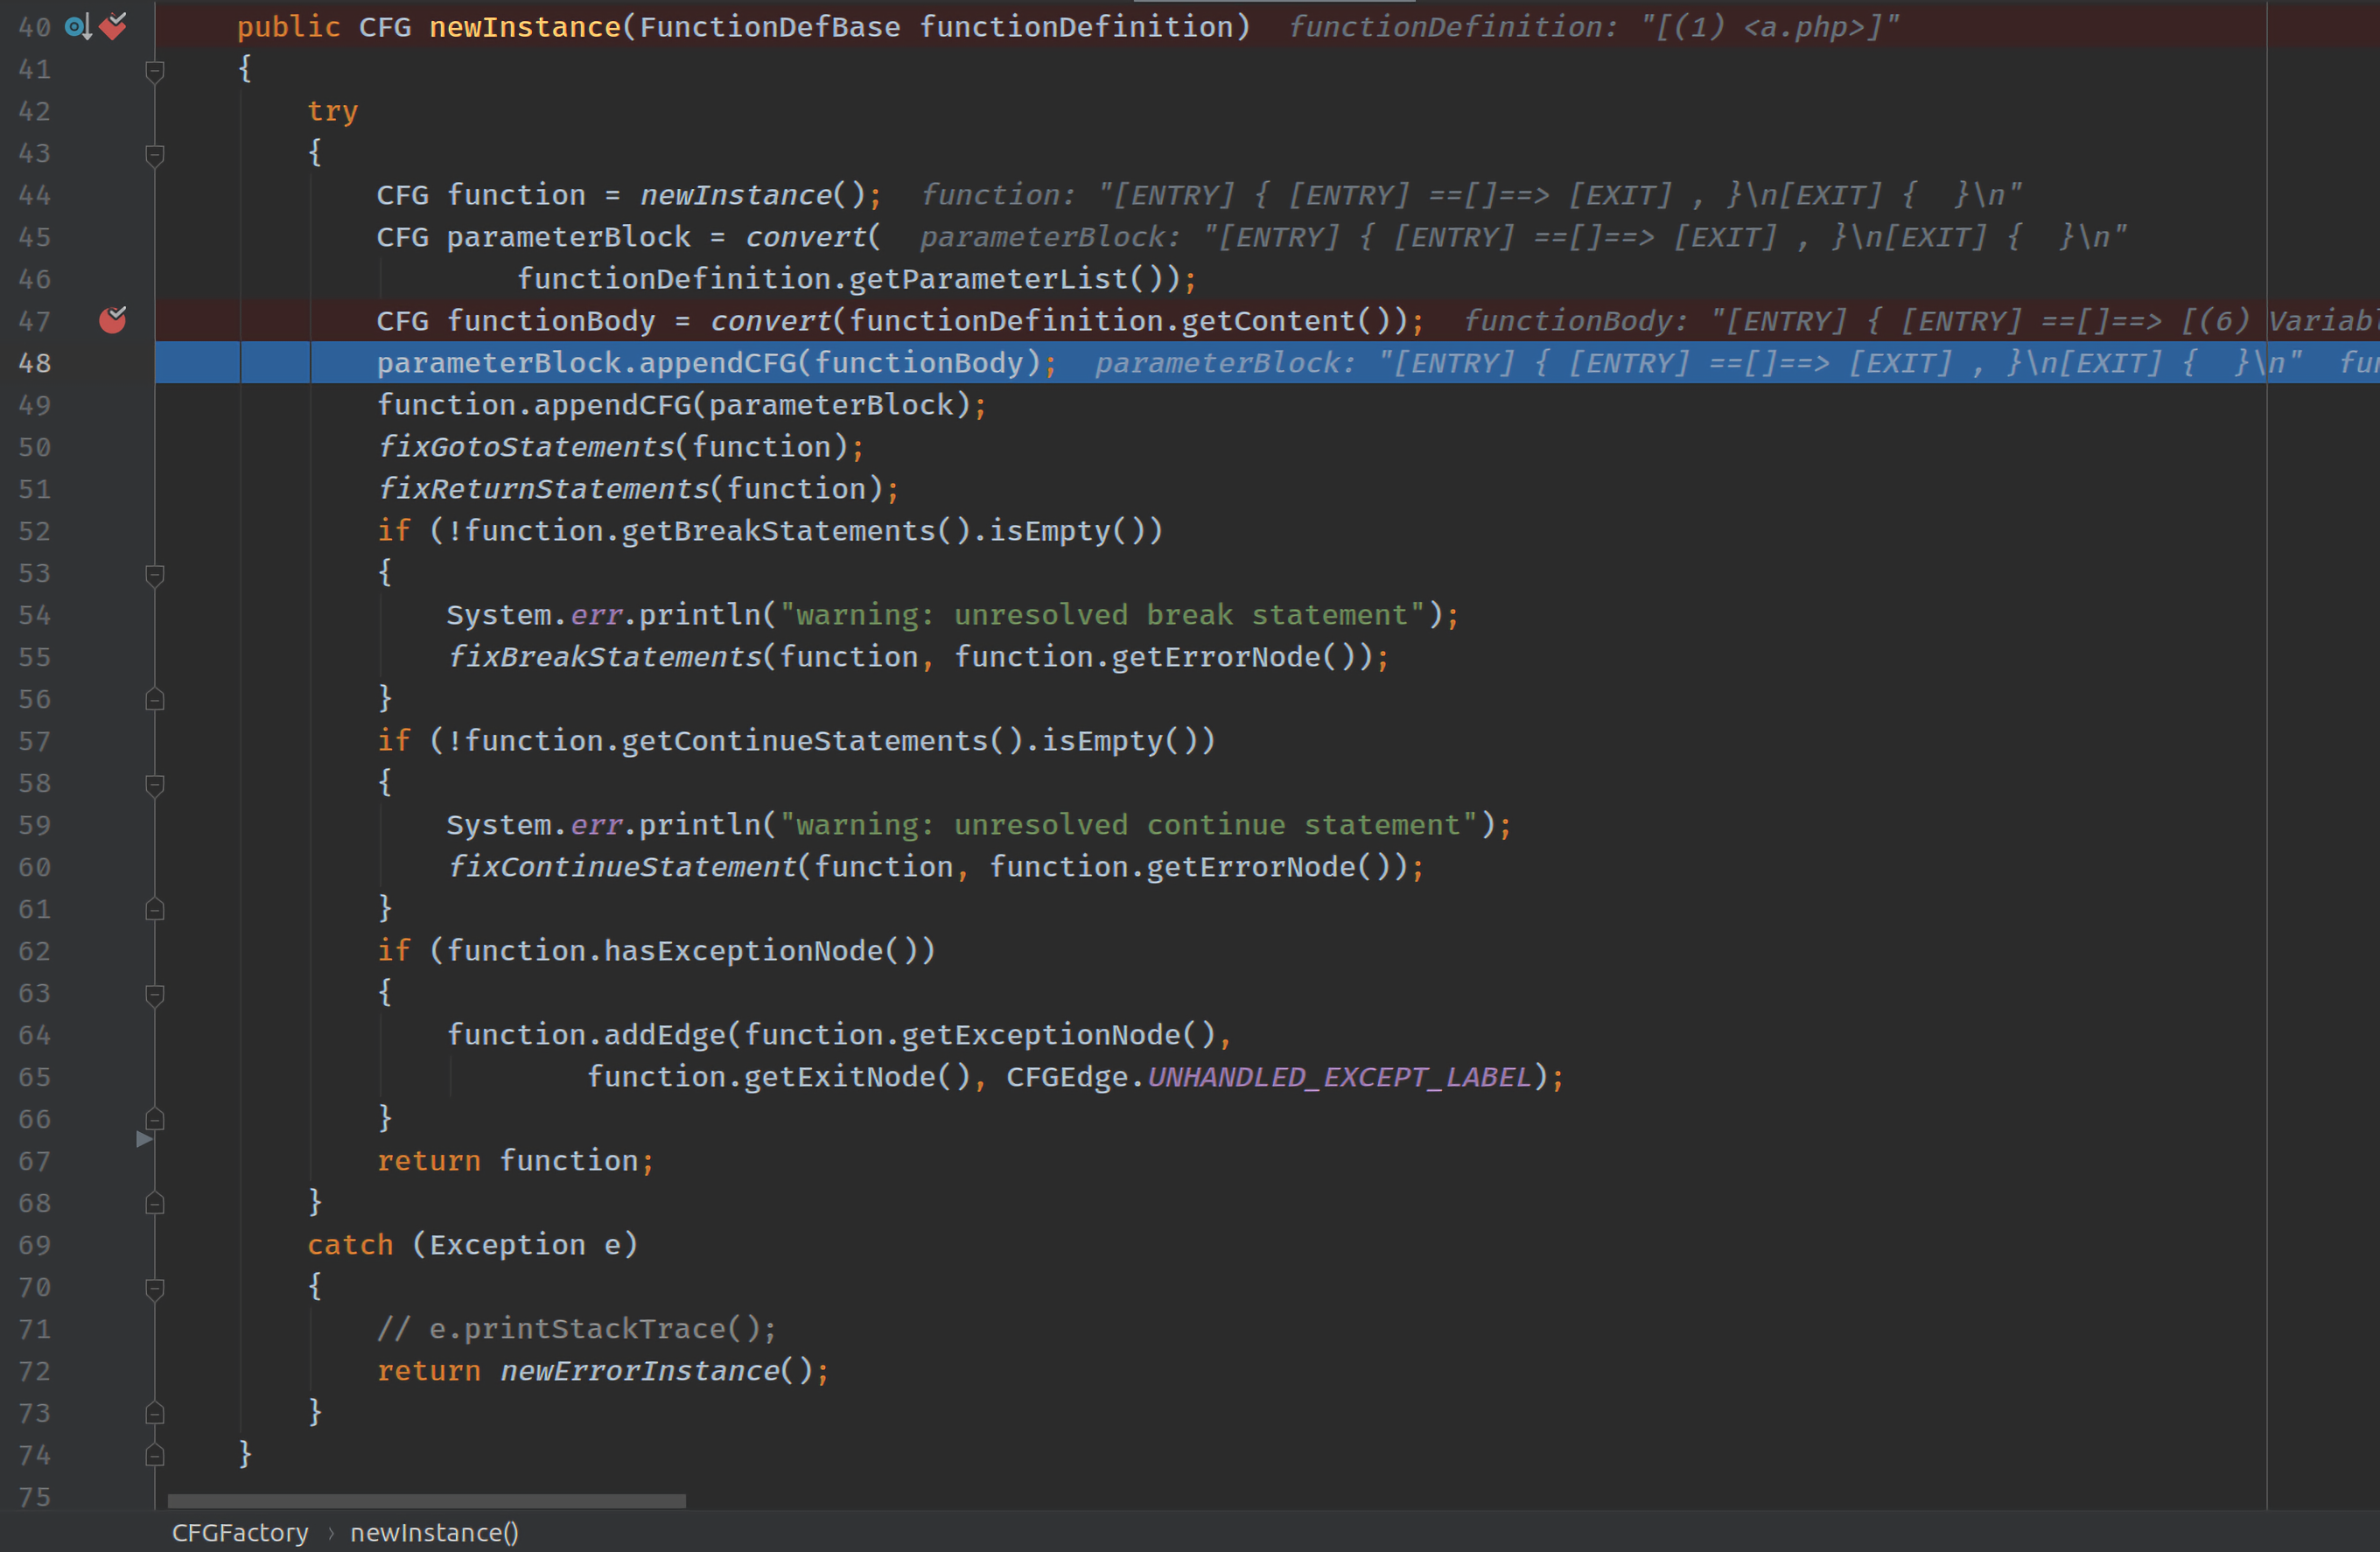 40 public CFG newInstance(FunctionDefBase functionDefinition) functionDefinition: "[(1) <a.php>]"
41 {
42 try
43 {
44 CFG function = newInstance(); function: "[ENTRY] { [ENTRY] ==[]==> [EXIT] , }\n[EXIT] {  }\n"
45 CFG parameterBlock = convert( parameterBlock: "[ENTRY] { [ENTRY] ==[]==> [EXIT] , }\n[EXIT] {  }\n"
46 functionDefinition.getParameterList());
47 CFG functionBody = convert(functionDefinition.getContent()); functionBody: "[ENTRY] { [ENTRY] ==[]==> [(6) Variabl
48 parameterBlock.appendCFG(functionBody); parameterBlock: "[ENTRY] { [ENTRY] ==[]==> [EXIT] , }\n[EXIT] {  }\n" fun
49 function.appendCFG(parameterBlock);
50 fixGotoStatements(function);
51 fixReturnStatements(function);
52 if (!function.getBreakStatements().isEmpty())
53 {
54 System.err.println("warning: unresolved break statement");
55 fixBreakStatements(function, function.getErrorNode());
56 }
57 if (!function.getContinueStatements().isEmpty())
58 {
59 System.err.println("warning: unresolved continue statement");
60 fixContinueStatement(function, function.getErrorNode());
61 }
62 if (function.hasExceptionNode())
63 {
64 function.addEdge(function.getExceptionNode(),
65 function.getExitNode(), CFGEdge.UNHANDLED_EXCEPT_LABEL);
66 }
67 return function;
68 }
69 catch (Exception e)
70 {
71 // e.printStackTrace();
72 return newErrorInstance();
73 }
74 }
75
CFGFactory › newInstance()